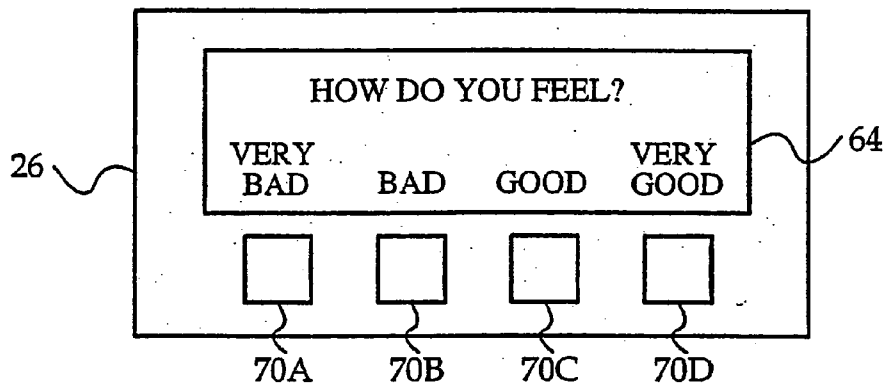 HOW DO YOU FEEL?
VERY BAD
BAD
GOOD
VERY GOOD
26
64
70A
70B
70C
70D